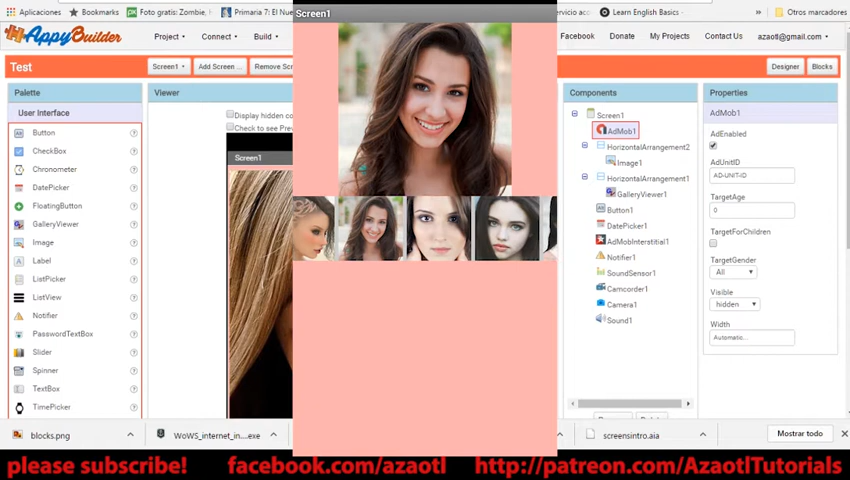 Apps
Bookmarks
Foto gratis: Zombie,
Primaria 7: El Nue
Screen1
ervicio acc
Learn English Basic -
»
Otros marcadores
AppyBuilder
Project
Connect
Build
Facebook
Donate
My Projects
Contact Us
azaotl@gmail.com
Test
Screen1
Add Screen ...
Remove Scr
Designer
Blocks
Palette
Viewer
Components
Properties
User Interface
Button
CheckBox
Chronometer
DatePicker
FloatingButton
GalleryViewer
Image
Label
ListPicker
ListView
Notifier
PasswordTextBox
Slider
Spinner
TextBox
TimePicker
Display hidden co
Check to see Prev
Screen1
Screen1
AdMob1
HorizontalArrangement2
Image1
HorizontalArrangement1
GalleryViewer1
Button1
DatePicker1
AdMobInterstitial1
Notifier1
SoundSensor1
Camcorder1
Camera1
Sound1
AdMob1
AdEnabled
AdUnitID
AD-UNIT-ID
TargetAge
0
TargetForChildren
TargetGender
All
Visible
hidden
Width
Automatic...
blocks.png
WoWS_internet_in....exe
screensintro.aia
Mostrar todo
please subscribe!
facebook.com/azaotl
http://patreon.com/AzaotlTutorials